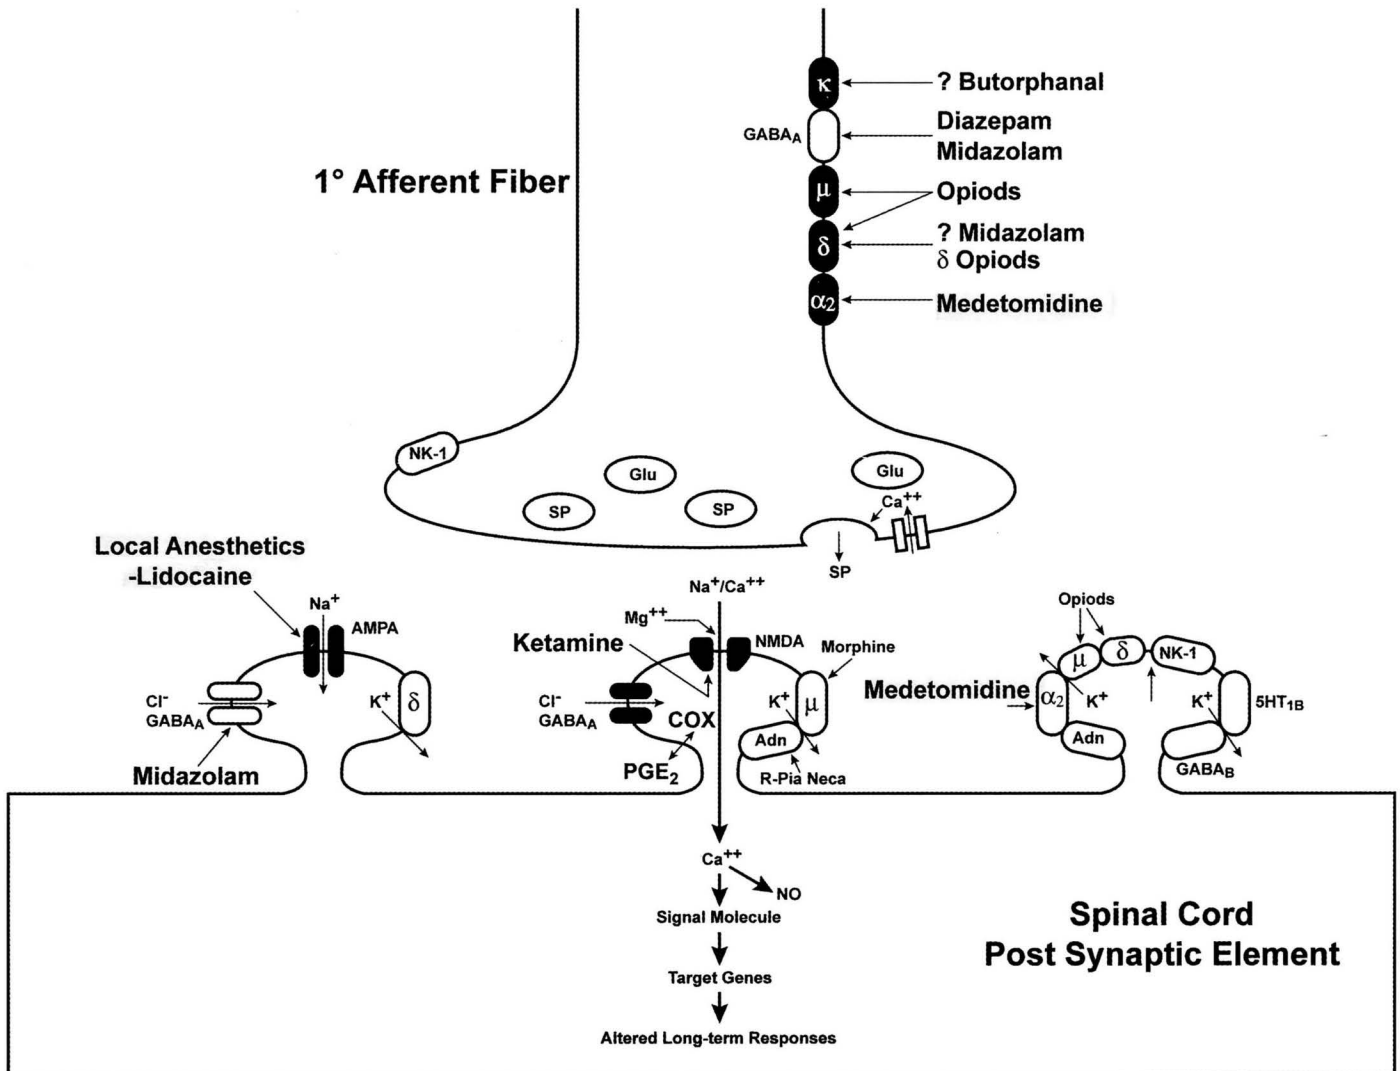 κ
? Butorphanal
GABAA
Diazepam
Midazolam
1° Afferent Fiber
μ
Opiods
δ
? Midazolam
δ Opiods
α2
Medetomidine
NK-1
Glu
Glu
SP
SP
Ca++
SP
Local Anesthetics
-Lidocaine
Na+
AMPA
Cl-
GABAA
K+
δ
Midazolam
Na+/Ca++
Mg++
NMDA
Ketamine
Morphine
Cl-
GABAA
K+
μ
COX
Adn
PGE2
R-Pia Neca
Opiods
μ
δ
NK-1
Medetomidine
α2
K+
K+
5HT1B
Adn
GABAB
Ca++
NO
Signal Molecule
Target Genes
Altered Long-term Responses
Spinal Cord
Post Synaptic Element